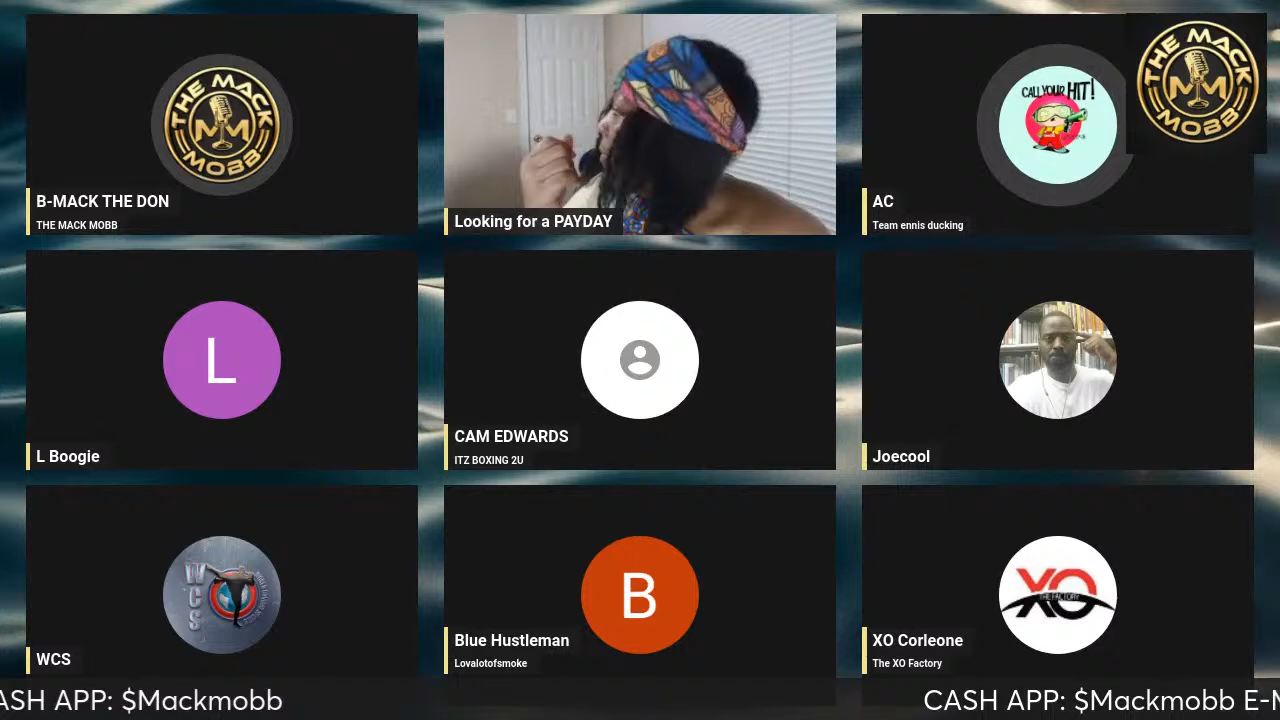 THE MACK
MM
MOBB
B-MACK THE DON
THE MACK MOBB
Looking for a PAYDAY
CALL YOUR HIT!
AC
Team ennis ducking
THE MACK
MM
MOBB
L
L Boogie
CAM EDWARDS
ITZ BOXING 2U
Joecool
WCS
WCS
B
Blue Hustleman
Lovalotofsmoke
XO
THE FACTORY
XO Corleone
The XO Factory
ASH APP: $Mackmobb
CASH APP: $Mackmobb E-M